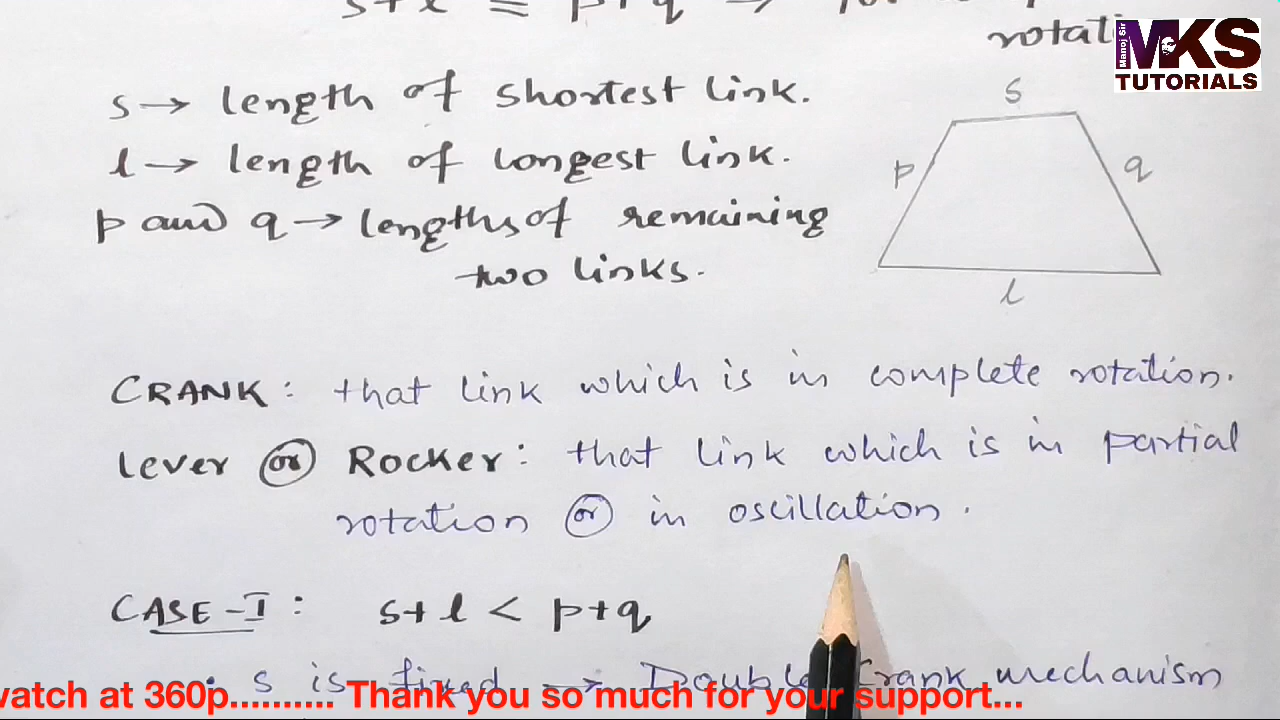 s+l ≤ p+q →
rotati
Manoj Sir
MKS
TUTORIALS
s → length of shortest link.
l → length of longest link.
p and q → lengths of remaining
two links.
s
p
q
l
CRANK: that link which is in complete rotation.
Lever or ROCKER: that link which is in partial
rotation or in oscillation.
CASE-I: s+l < p+q
• s is fixed → Double Crank mechanism
watch at 360p.......... Thank you so much for your support...